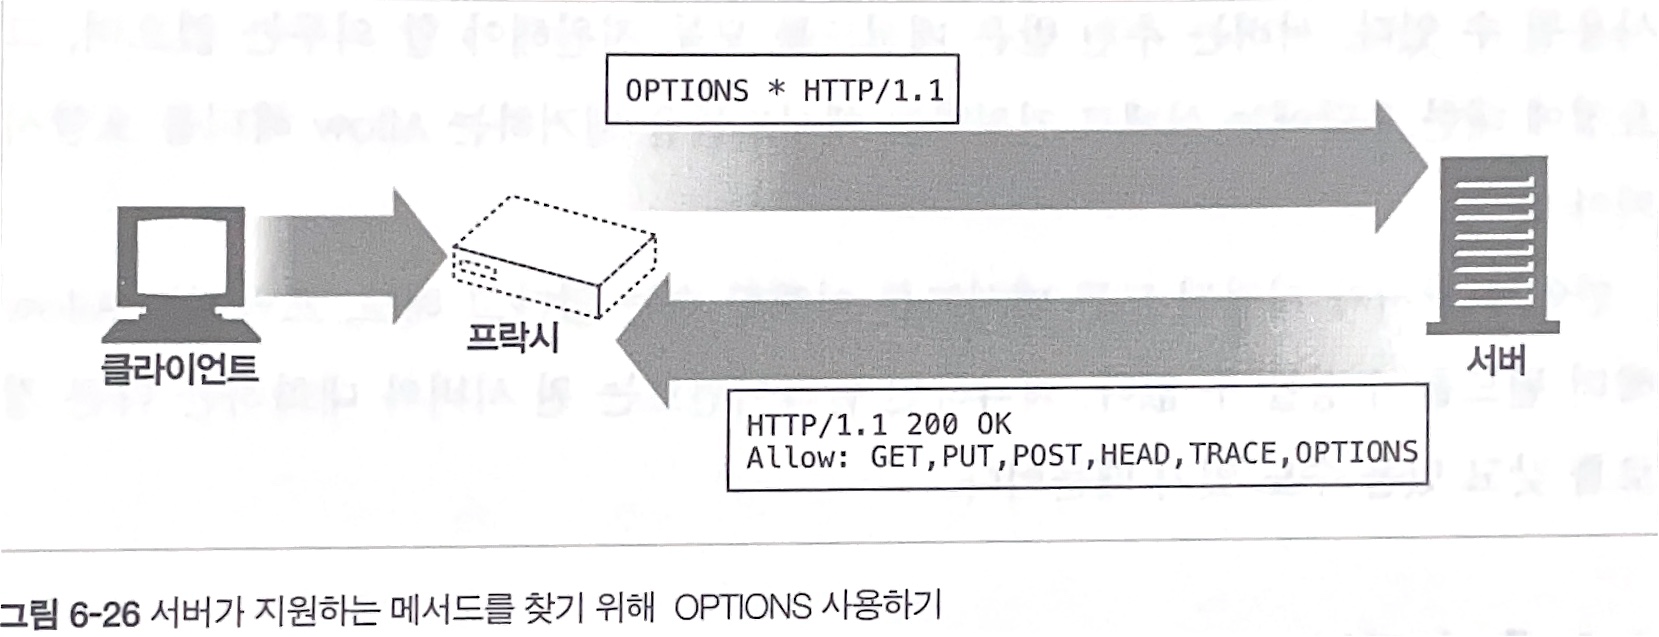 OPTIONS * HTTP/1.1
클라이언트
프락시
서버
HTTP/1.1 200 OK
Allow: GET,PUT,POST,HEAD,TRACE,OPTIONS
그림 6-26 서버가 지원하는 메서드를 찾기 위해 OPTIONS 사용하기